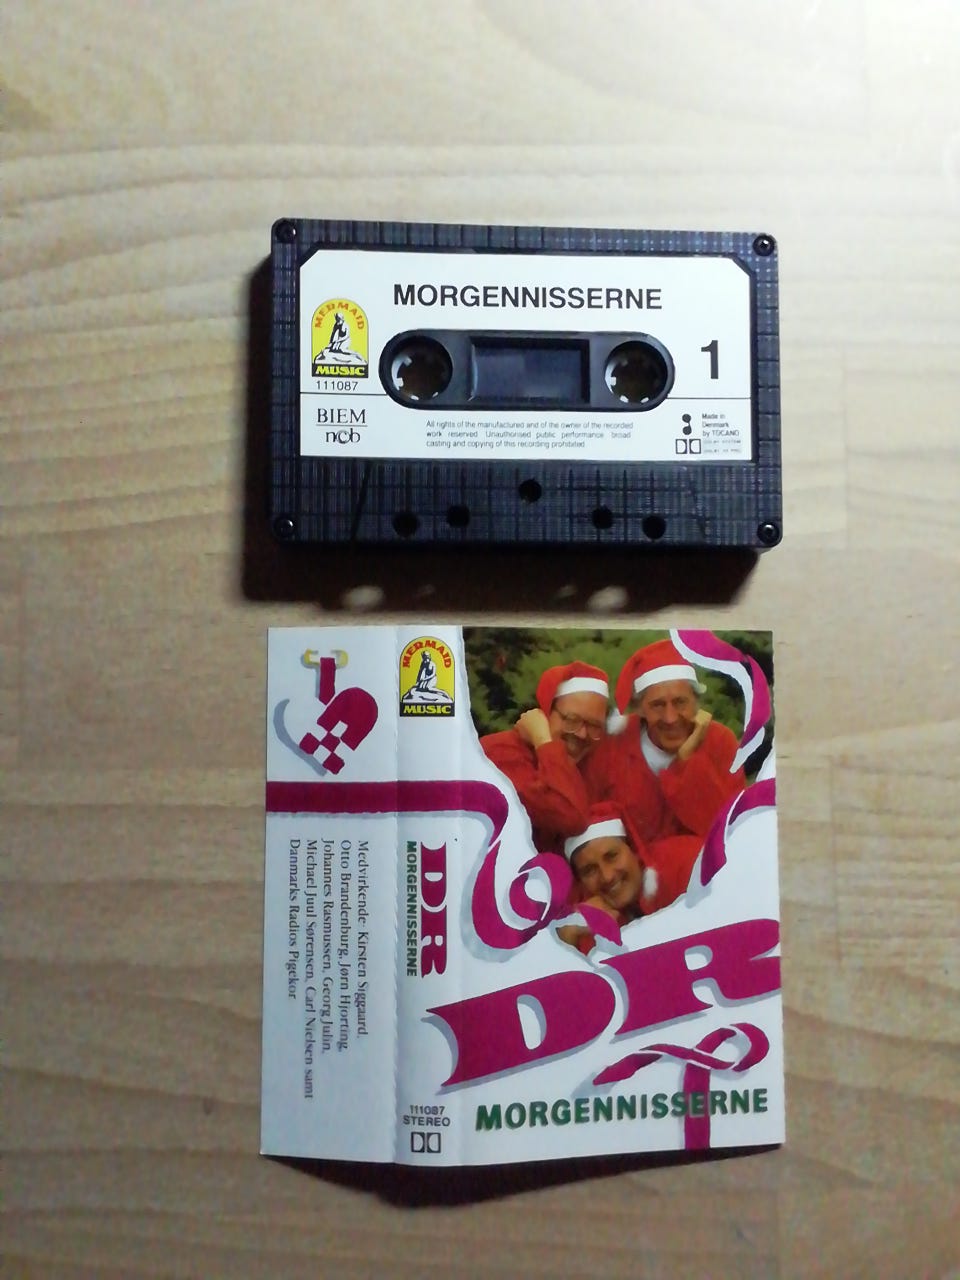 MORGENNISSERNE
MERMAID
MUSIC
111087
1
BIEM
ncb
All rights of the manufactured and of the owner of the recorded
work reserved Unauthorised public performance broad
casting and copying of this recording prohibited
Made in
Denmark
by TOCANO
DOLBY SYSTEM
MERMAID
MUSIC
DR
MORGENNISSERNE
111087
STEREO
Medvirkende: Kirsten Siggaard,
Otto Brandenburg, Jørn Hjorting,
Johannes Rasmussen, Georg Julin,
Michael Juul Sørensen, Carl Nielsen samt
Danmarks Radios Pigekor
DR
MORGENNISSERNE